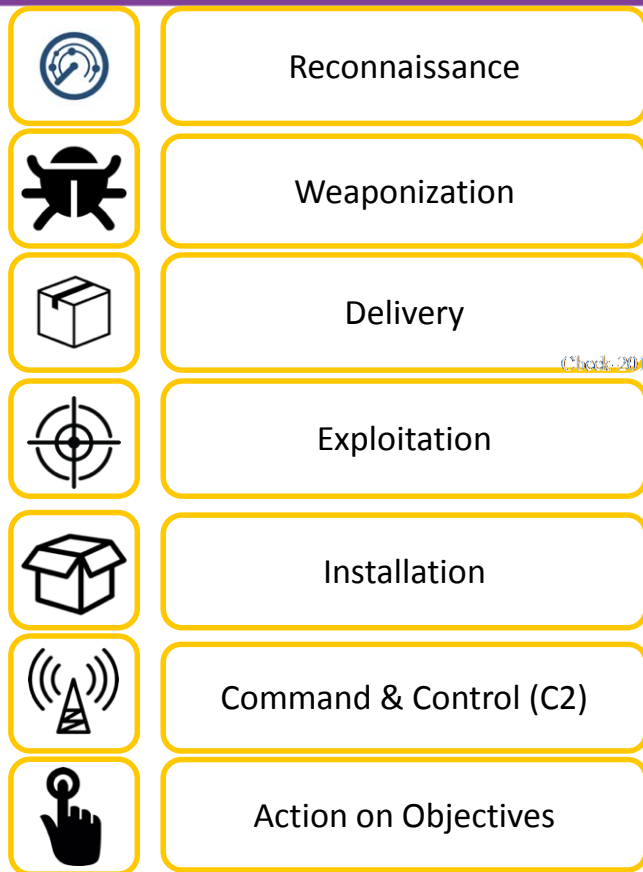 Reconnaissance
Weaponization
Delivery
Exploitation
Installation
Command & Control (C2)
Action on Objectives